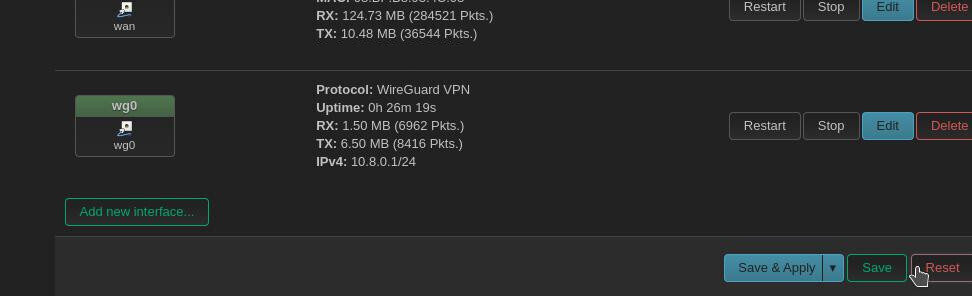 Restart Stop Edit Delete
wan
RX: 124.73 MB (284521 Pkts.)
TX: 10.48 MB (36544 Pkts.)
wg0
wg0
Protocol: WireGuard VPN
Uptime: 0h 26m 19s
RX: 1.50 MB (6962 Pkts.)
TX: 6.50 MB (8416 Pkts.)
IPv4: 10.8.0.1/24
Restart Stop Edit Delete
Add new interface...
Save & Apply ▾ Save Reset